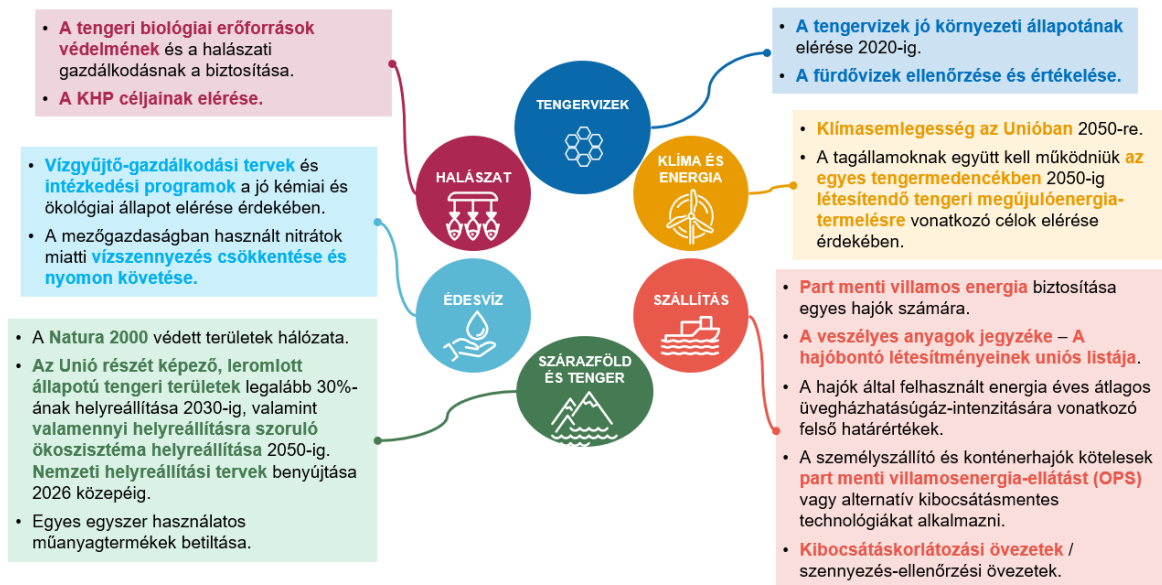 • A tengeri biológiai erőforrások
védelmének és a halászati
gazdálkodásnak a biztosítása.
• A KHP céljainak elérése.
• Vízgyűjtő-gazdálkodási tervek és
intézkedési programok a jó kémiai és
ökológiai állapot elérése érdekében.
• A mezőgazdaságban használt nitrátok
miatti vízszennyezés csökkentése és
nyomon követése.
• A Natura 2000 védett területek hálózata.
• Az Unió részét képező, leromlott
állapotú tengeri területek legalább 30%-
ának helyreállítása 2030-ig, valamint
valamennyi helyreállításra szoruló
ökoszisztéma helyreállítása 2050-ig.
Nemzeti helyreállítási tervek benyújtása
2026 közepéig.
• Egyes egyszer használatos
műanyagtermékek betiltása.
TENGERVIZEK
HALÁSZAT
KLÍMA ÉS
ENERGIA
ÉDESVÍZ
SZÁLLÍTÁS
SZÁRAZFÖLD
ÉS TENGER
• A tengervizek jó környezeti állapotának
elérése 2020-ig.
• A fürdővizek ellenőrzése és értékelése.
• Klímasemlegesség az Unióban 2050-re.
• A tagállamoknak együtt kell működniük az
egyes tengermedencékben 2050-ig
létesítendő tengeri megújulóenergia-
termelésre vonatkozó célok elérése
érdekében.
• Part menti villamos energia biztosítása
egyes hajók számára.
• A veszélyes anyagok jegyzéke – A
hajóbontó létesítményeinek uniós listája.
• A hajók által felhasznált energia éves átlagos
üvegházhatásúgáz-intenzitására vonatkozó
felső határértékek.
• A személyszállító és konténerhajók kötelesek
part menti villamosenergia-ellátást (OPS)
vagy alternatív kibocsátásmentes
technológiákat alkalmazni.
• Kibocsátáskorlátozási övezetek /
szennyezés-ellenőrzési övezetek.